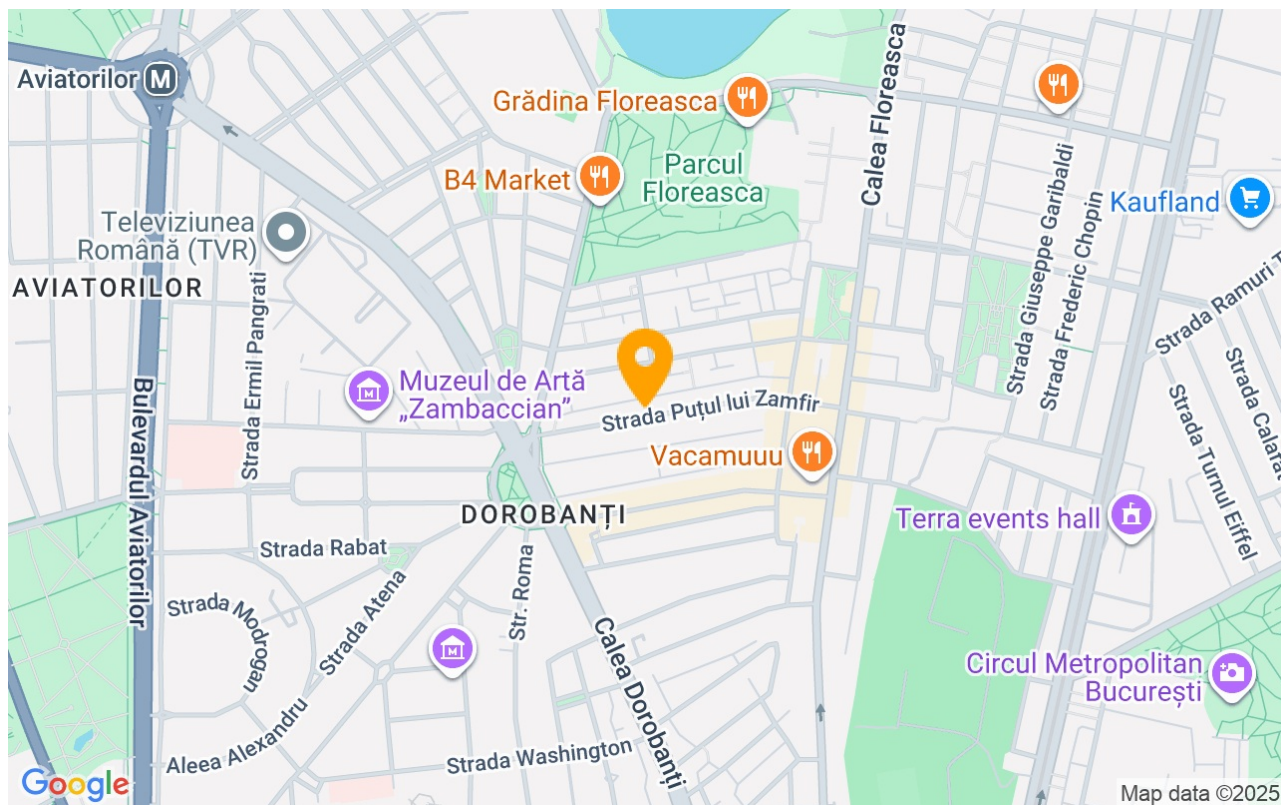 Aviatorilor
M
Grădina Floreasca
Calea Floreasca
B4 Market
Parcul
Floreasca
Strada Giuseppe Garibaldi
Strada Frederic Chopin
Kaufland
Televiziunea
Română (TVR)
AVIATORILOR
Strada Ermil Pangrati
Bulevardul Aviatorilor
Muzeul de Artă
„Zambaccian”
M
Strada Puțul lui Zamfir
Vacamuuu
Strada Ramuri T
Strada Calafat
Strada Turnul Eiffel
DOROBANȚI
Terra events hall
Strada Rabat
Strada Atena
Str. Roma
Strada Modrogan
M
Calea Dorobanți
Circul Metropolitan
București
Aleea Alexandru
Strada Washington
Google
Map data ©2025